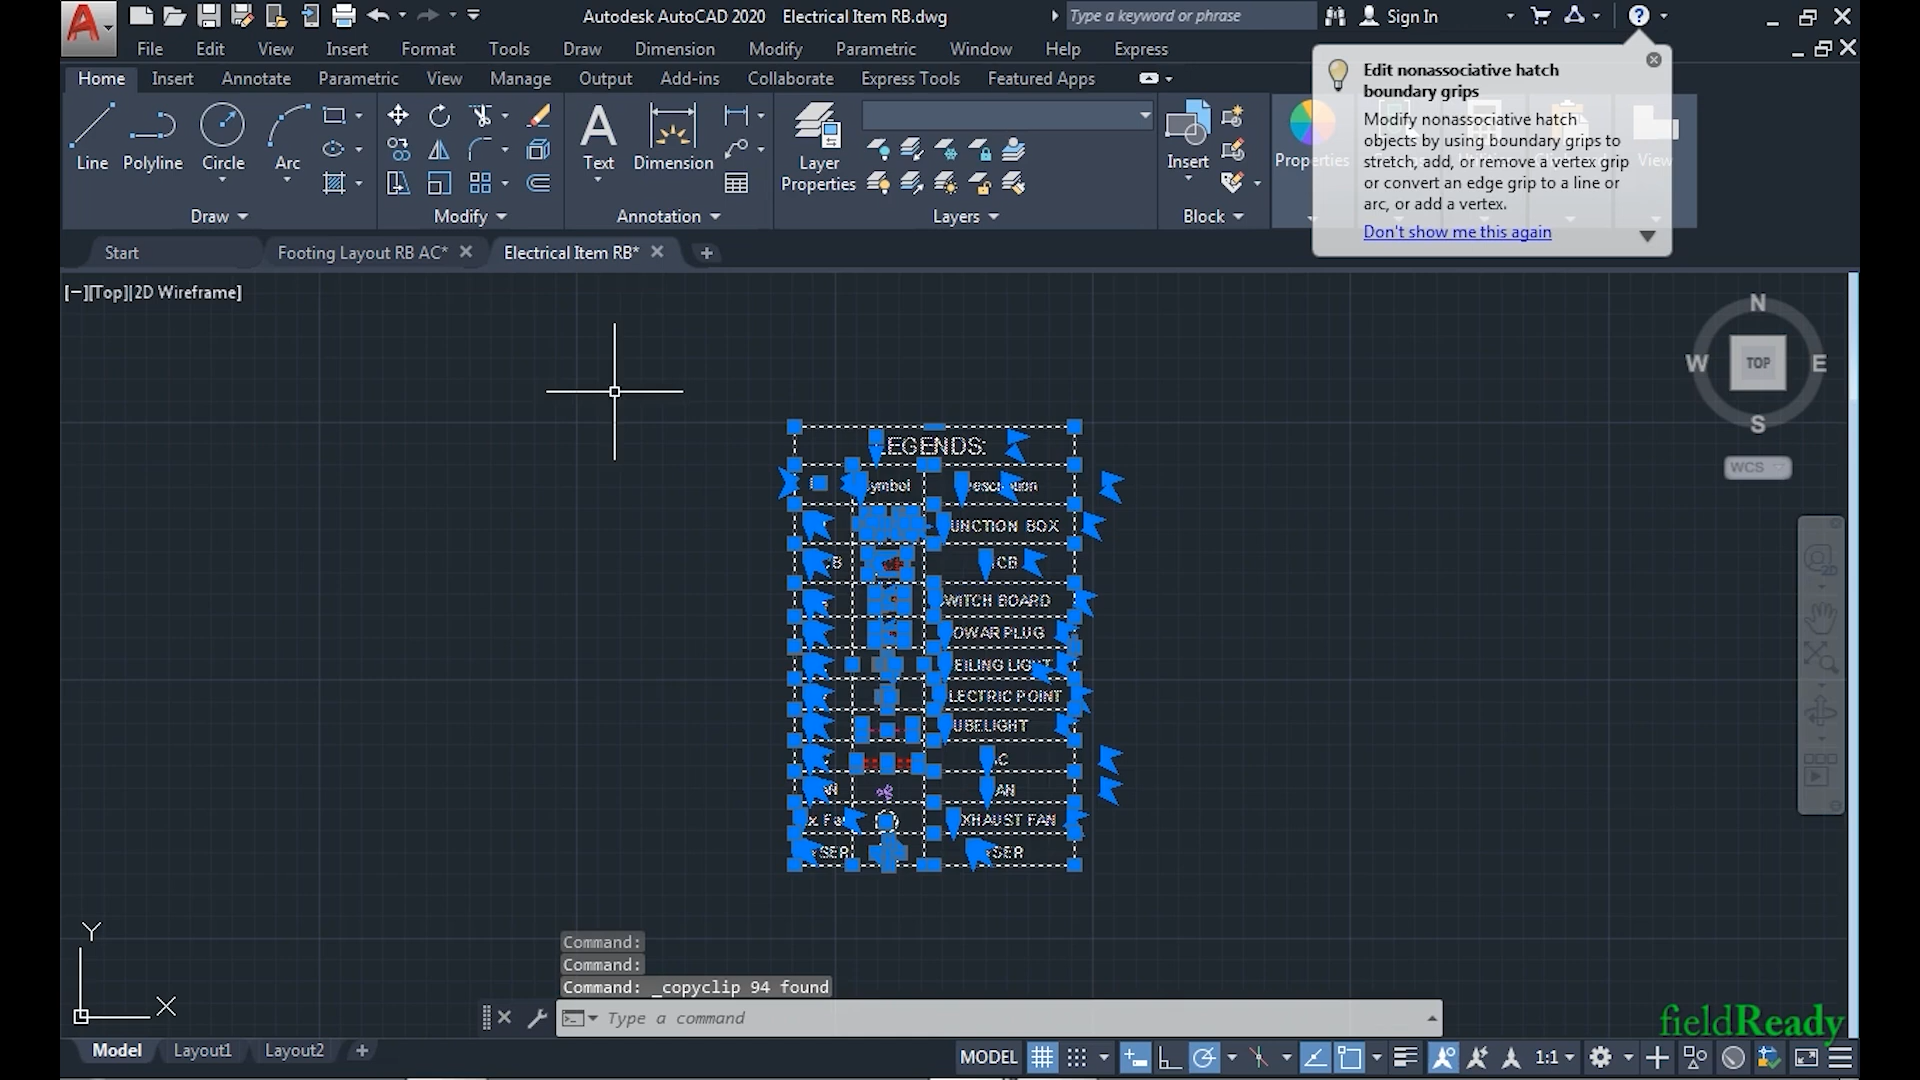 Autodesk AutoCAD 2020 Electrical Item RB.dwg
Type a keyword or phrase
Sign In
File Edit View Insert Format Tools Draw Dimension Modify Parametric Window Help Express
Home Insert Annotate Parametric View Manage Output Add-ins Collaborate Express Tools Featured Apps
Line Polyline Circle Arc
Text Dimension
Layer
Properties
Insert
Properties
View
Draw Modify Annotation Layers Block
Edit nonassociative hatch
boundary grips
Modify nonassociative hatch
objects by using boundary grips to
stretch, add, or remove a vertex grip
or convert an edge grip to a line or
arc, or add a vertex.
Don't show me this again
Start Footing Layout RB AC* Electrical Item RB*
[−][Top][2D Wireframe]
N
W TOP E
S
WCS
EGENDS:
ymbol
UNCTION BOX
CB
WITCH BOARD
OWAR PLUG
EILING LIGHT
LECTRIC POINT
UBELIGHT
AN
XHAUST FAN
SER
Y
X
Command:
Command:
Command: _copyclip 94 found
Type a command
fieldReady
Model Layout1 Layout2
MODEL 1:1